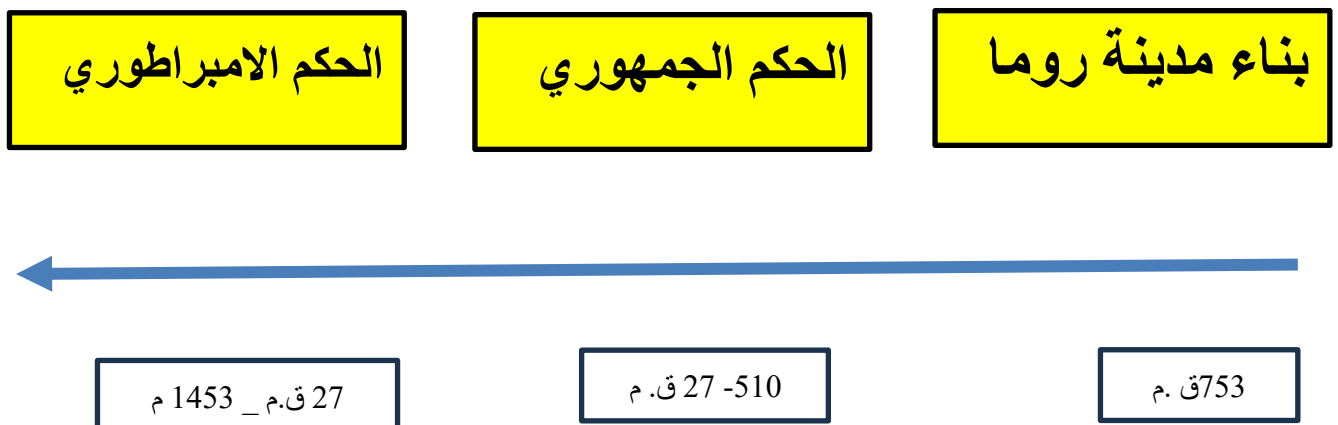 بناء مدينة روما
الحكم الجمهوري
الحكم الامبراطوري
753ق .م
510- 27 ق. م
27 ق.م _ 1453 م